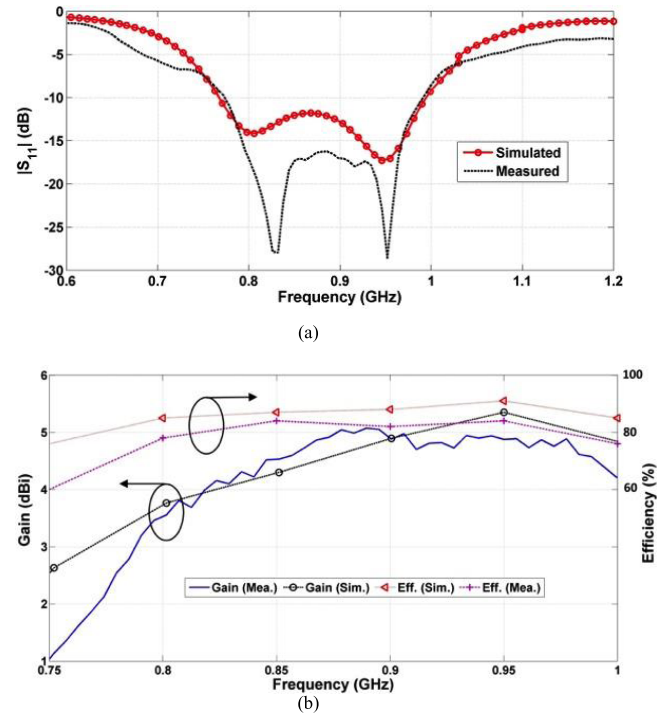 0
-5
-10
-15
-20
-25
-30
|S11| (dB)
Simulated
Measured
0.6 0.7 0.8 0.9 1 1.1 1.2
Frequency (GHz)
(a)
6
5
4
3
2
1
Gain (dBi)
100
80
60
Efficiency (%)
Gain (Mea.) Gain (Sim.) Eff. (Sim.) Eff. (Mea.)
0.75 0.8 0.85 0.9 0.95 1
Frequency (GHz)
(b)